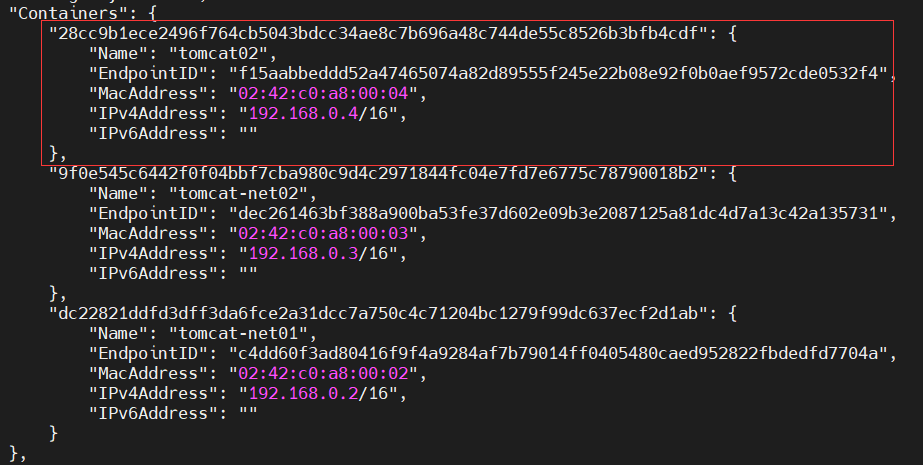 "Containers": {
"28cc9b1ece2496f764cb5043bdcc34ae8c7b696a48c744de55c8526b3bfb4cdf": {
"Name": "tomcat02",
"EndpointID": "f15aabbeddd52a47465074a82d89555f245e22b08e92f0b0aef9572cde0532f4",
"MacAddress": "02:42:c0:a8:00:04",
"IPv4Address": "192.168.0.4/16",
"IPv6Address": ""
},
"9f0e545c6442f0f04bbf7cba980c9d4c2971844fc04e7fd7e6775c78790018b2": {
"Name": "tomcat-net02",
"EndpointID": "dec261463bf388a900ba53fe37d602e09b3e2087125a81dc4d7a13c42a135731",
"MacAddress": "02:42:c0:a8:00:03",
"IPv4Address": "192.168.0.3/16",
"IPv6Address": ""
},
"dc22821ddfd3dff3da6fce2a31dcc7a750c4c71204bc1279f99dc637ecf2d1ab": {
"Name": "tomcat-net01",
"EndpointID": "c4dd60f3ad80416f9f4a9284af7b79014ff0405480caed952822fbdedfd7704a",
"MacAddress": "02:42:c0:a8:00:02",
"IPv4Address": "192.168.0.2/16",
"IPv6Address": ""
}
},